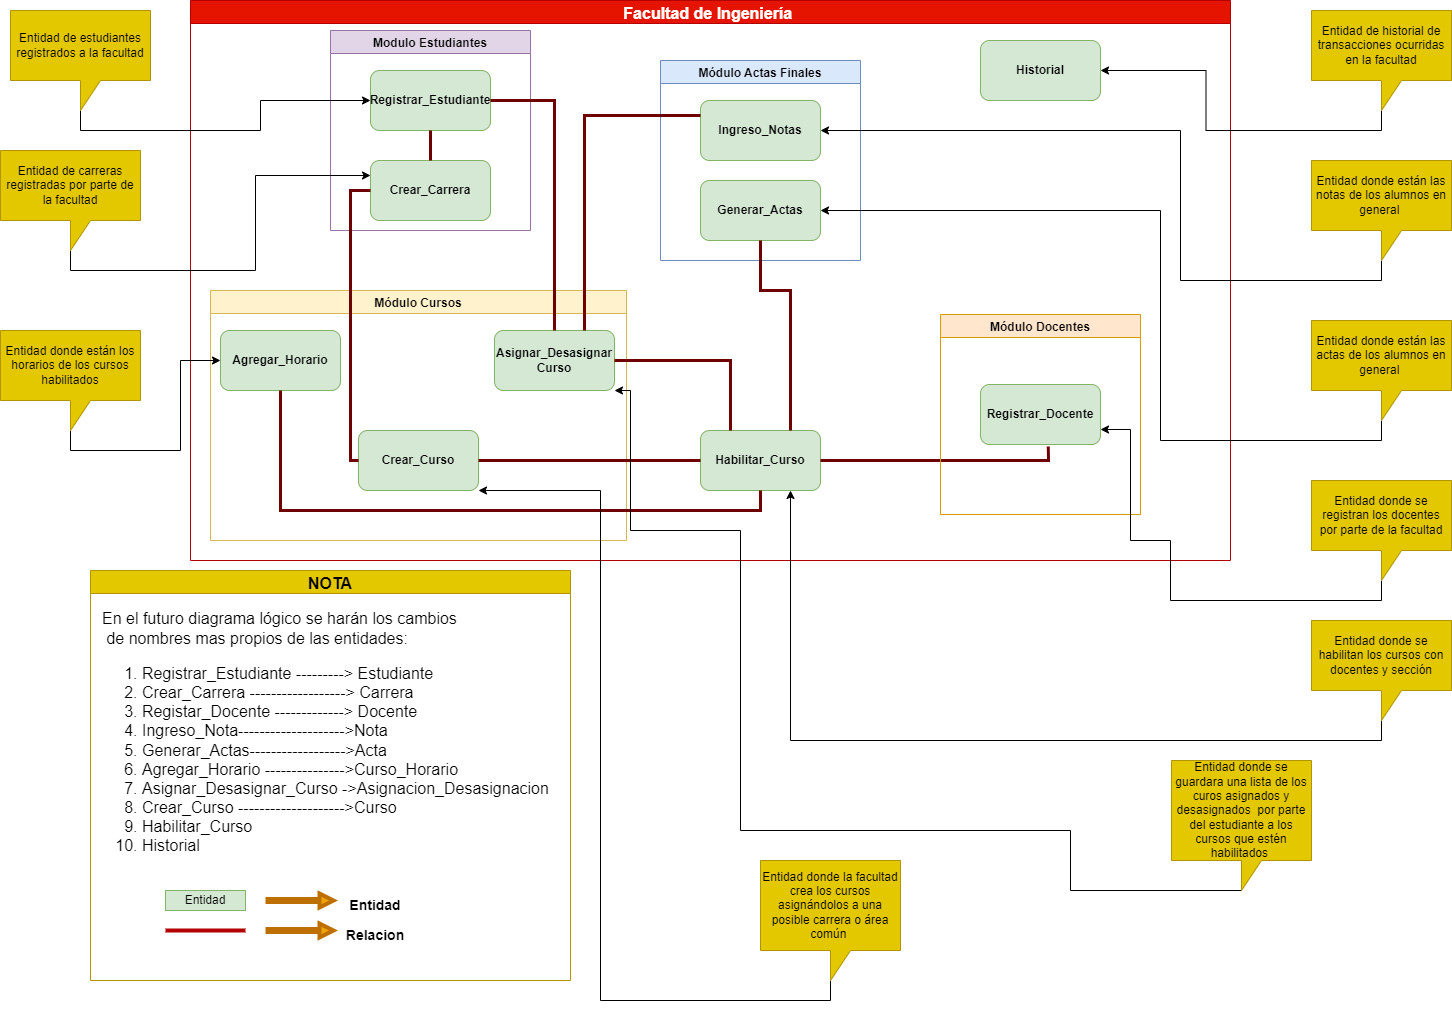 Facultad de Ingeniería
Entidad de estudiantes
registrados a la facultad
Modulo Estudiantes
Registrar_Estudiante
Crear_Carrera
Módulo Actas Finales
Ingreso_Notas
Generar_Actas
Historial
Entidad de historial de
transacciones ocurridas
en la facultad
Entidad de carreras
registradas por parte de
la facultad
Entidad donde están las
notas de los alumnos en
general
Módulo Cursos
Agregar_Horario
Asignar_Desasignar
Curso
Crear_Curso
Habilitar_Curso
Módulo Docentes
Registrar_Docente
Entidad donde están los
horarios de los cursos
habilitados
Entidad donde están las
actas de los alumnos en
general
Entidad donde se
registran los docentes
por parte de la facultad
Entidad donde se
habilitan los cursos con
docentes y sección
Entidad donde se
guardara una lista de los
curos asignados y
desasignados por parte
del estudiante a los
cursos que estén
habilitados
Entidad donde la facultad
crea los cursos
asignándolos a una
posible carrera o área
común
NOTA
En el futuro diagrama lógico se harán los cambios
de nombres mas propios de las entidades:
1. Registrar_Estudiante ---------> Estudiante
2. Crear_Carrera ------------------> Carrera
3. Registar_Docente -------------> Docente
4. Ingreso_Nota-------------------->Nota
5. Generar_Actas------------------>Acta
6. Agregar_Horario --------------->Curso_Horario
7. Asignar_Desasignar_Curso ->Asignacion_Desasignacion
8. Crear_Curso -------------------->Curso
9. Habilitar_Curso
10. Historial
Entidad
Entidad
Relacion